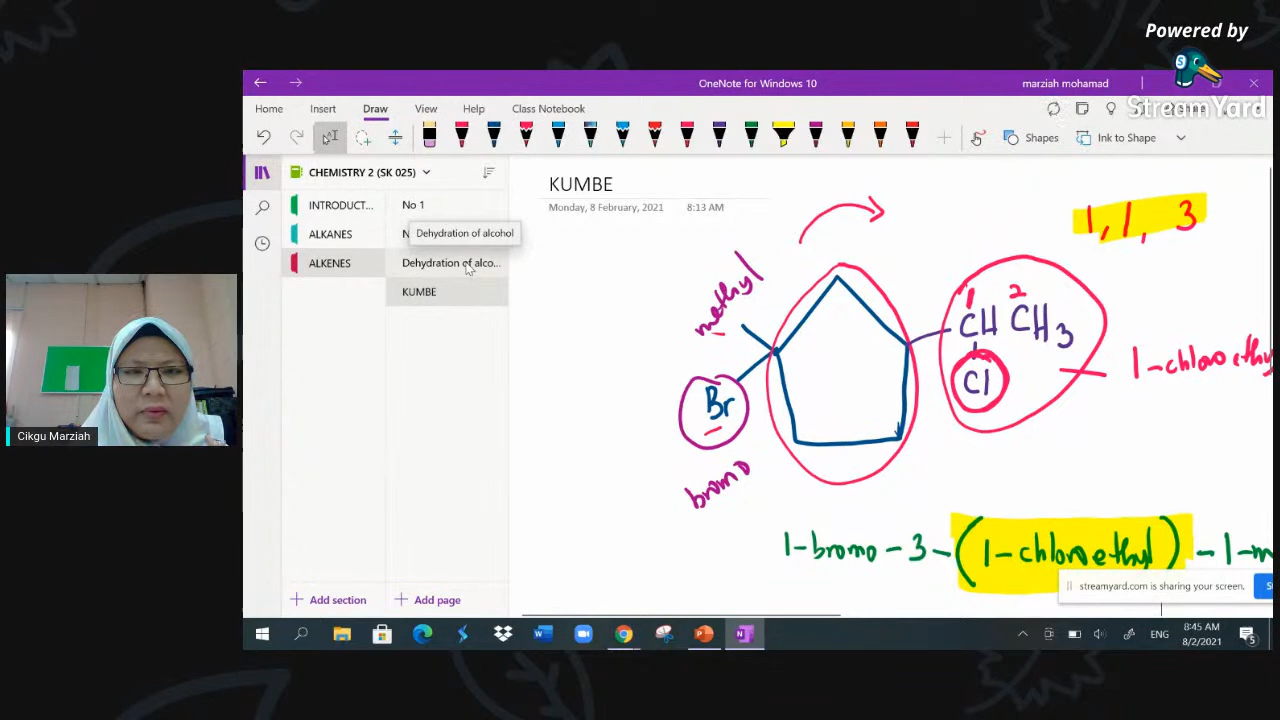 Powered by
StreamYard
OneNote for Windows 10
marziah mohamad
Home
Insert
Draw
View
Help
Class Notebook
Shapes
Ink to Shape
CHEMISTRY 2 (SK 025)
INTRODUCT...
No 1
ALKANES
N
Dehydration of alcohol
ALKENES
Dehydration of alco...
KUMBE
KUMBE
Monday, 8 February, 2021
8:13 AM
1, 1, 3
methyl
1
2
CH CH3
Cl
1-chloroethy
Br
bromo
1-bromo-3-(1-chloroethyl)-1-m
Cikgu Marziah
streamyard.com is sharing your screen.
S
Add section
Add page
ENG
8:45 AM
8/2/2021
5